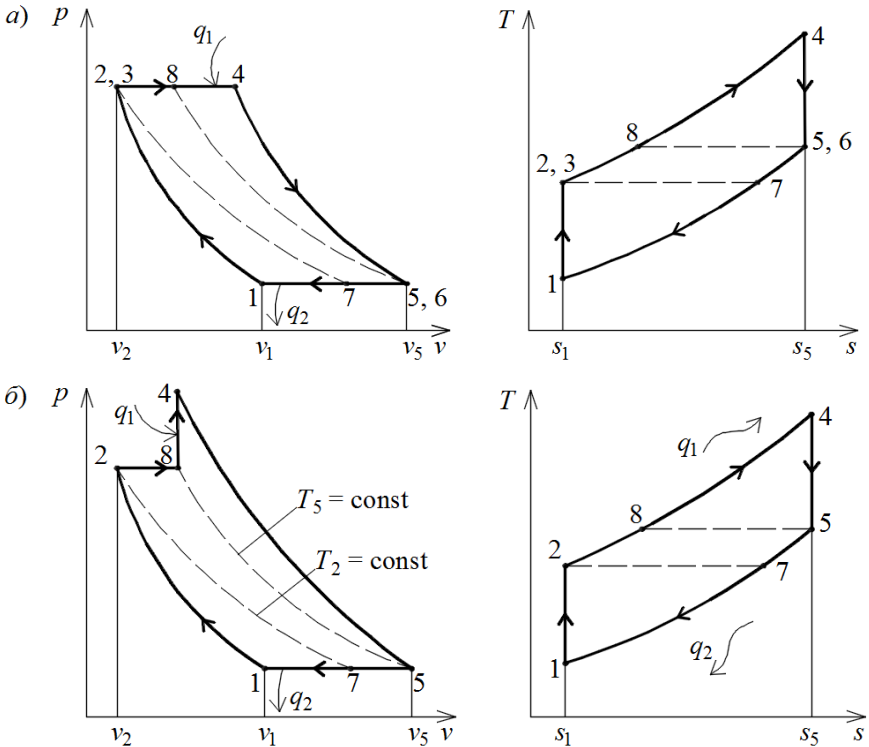 а)
p
q₁
2, 3
8
4
1
7
5, 6
q₂
v₂
v₁
v₅
v
T
4
8
5, 6
2, 3
7
1
s₁
s₅
s
б)
p
4
q₁
2
8
T₅ = const
T₂ = const
1
7
5
q₂
v₂
v₁
v₅
v
T
q₁
4
8
5
2
7
q₂
1
s₁
s₅
s